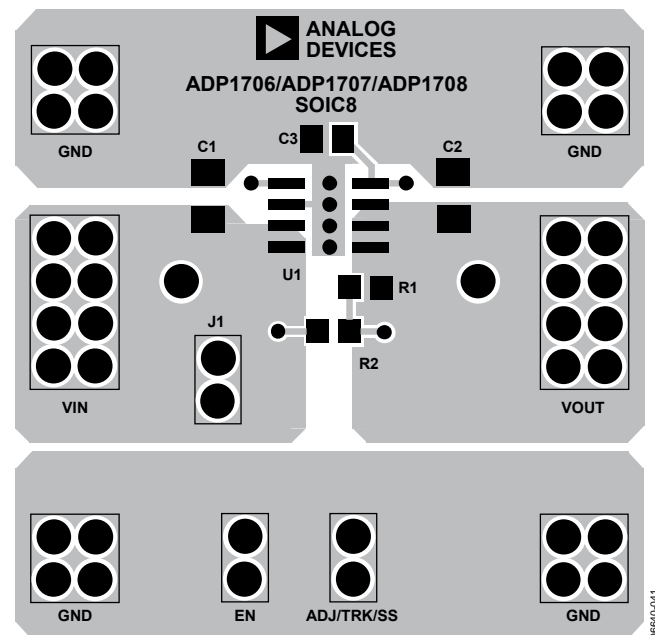 ANALOG
DEVICES
ADP1706/ADP1707/ADP1708
SOIC8
GND
C1
C3
C2
GND
U1
R1
J1
R2
VIN
VOUT
GND
EN
ADJ/TRK/SS
GND